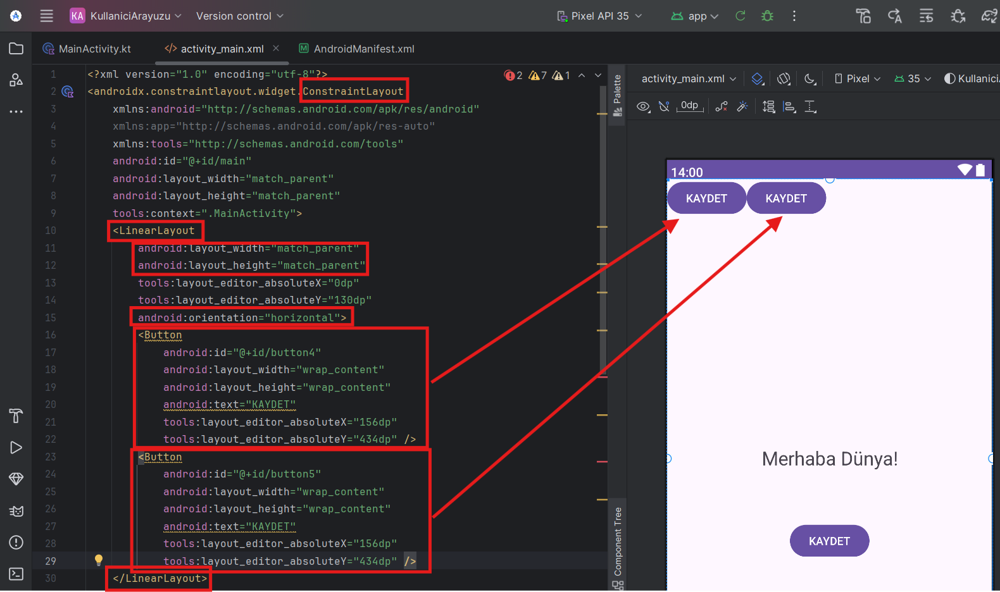 KA KullaniciArayuzu Version control Pixel API 35 app
MainActivity.kt activity_main.xml AndroidManifest.xml
1 <?xml version="1.0" encoding="utf-8"?> 2 7 1
2 <androidx.constraintlayout.widget.ConstraintLayout
3 xmlns:android="http://schemas.android.com/apk/res/android"
4 xmlns:app="http://schemas.android.com/apk/res-auto"
5 xmlns:tools="http://schemas.android.com/tools"
6 android:id="@+id/main"
7 android:layout_width="match_parent"
8 android:layout_height="match_parent"
9 tools:context=".MainActivity">
10 <LinearLayout
11 android:layout_width="match_parent"
12 android:layout_height="match_parent"
13 tools:layout_editor_absoluteX="0dp"
14 tools:layout_editor_absoluteY="130dp"
15 android:orientation="horizontal">
16 <Button
17 android:id="@+id/button4"
18 android:layout_width="wrap_content"
19 android:layout_height="wrap_content"
20 android:text="KAYDET"
21 tools:layout_editor_absoluteX="156dp"
22 tools:layout_editor_absoluteY="434dp" />
23 <Button
24 android:id="@+id/button5"
25 android:layout_width="wrap_content"
26 android:layout_height="wrap_content"
27 android:text="KAYDET"
28 tools:layout_editor_absoluteX="156dp"
29 tools:layout_editor_absoluteY="434dp" />
30 </LinearLayout>
Palette
Component Tree
activity_main.xml Pixel 35 Kullanici
0dp
14:00
KAYDET KAYDET
Merhaba Dünya!
KAYDET